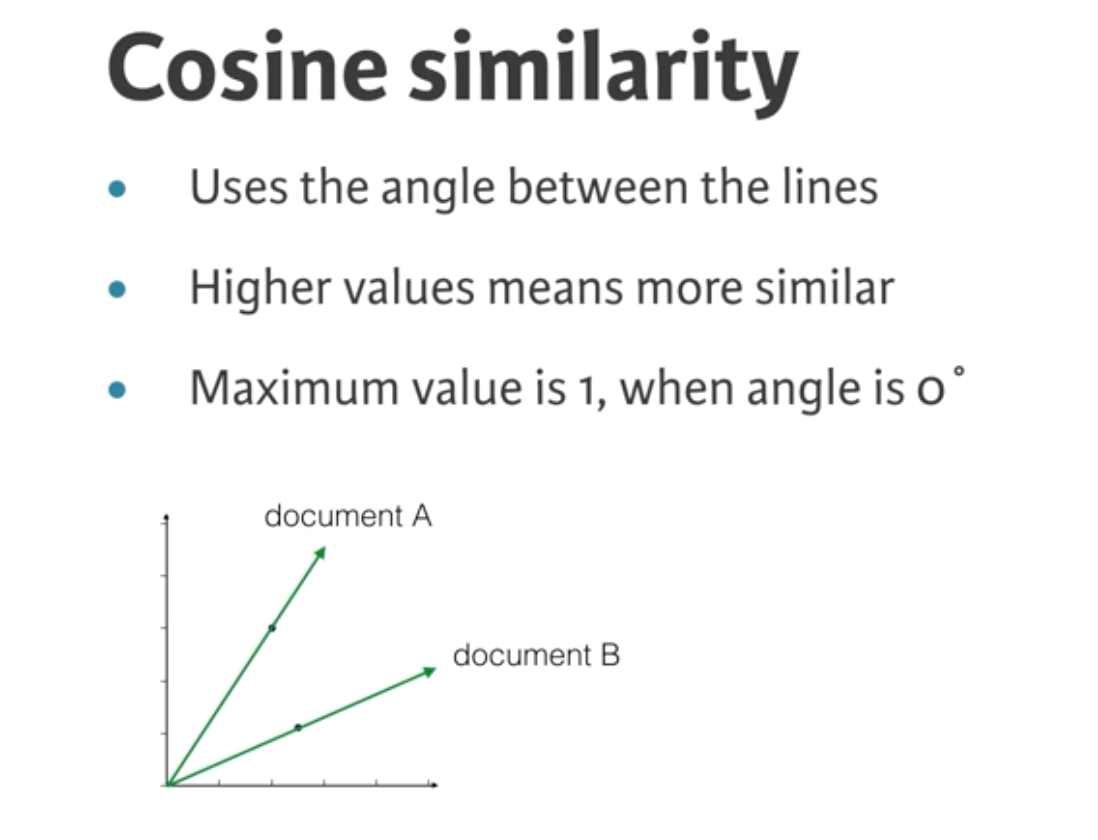 Cosine similarity
• Uses the angle between the lines
• Higher values means more similar
• Maximum value is 1, when angle is 0°
document A
document B